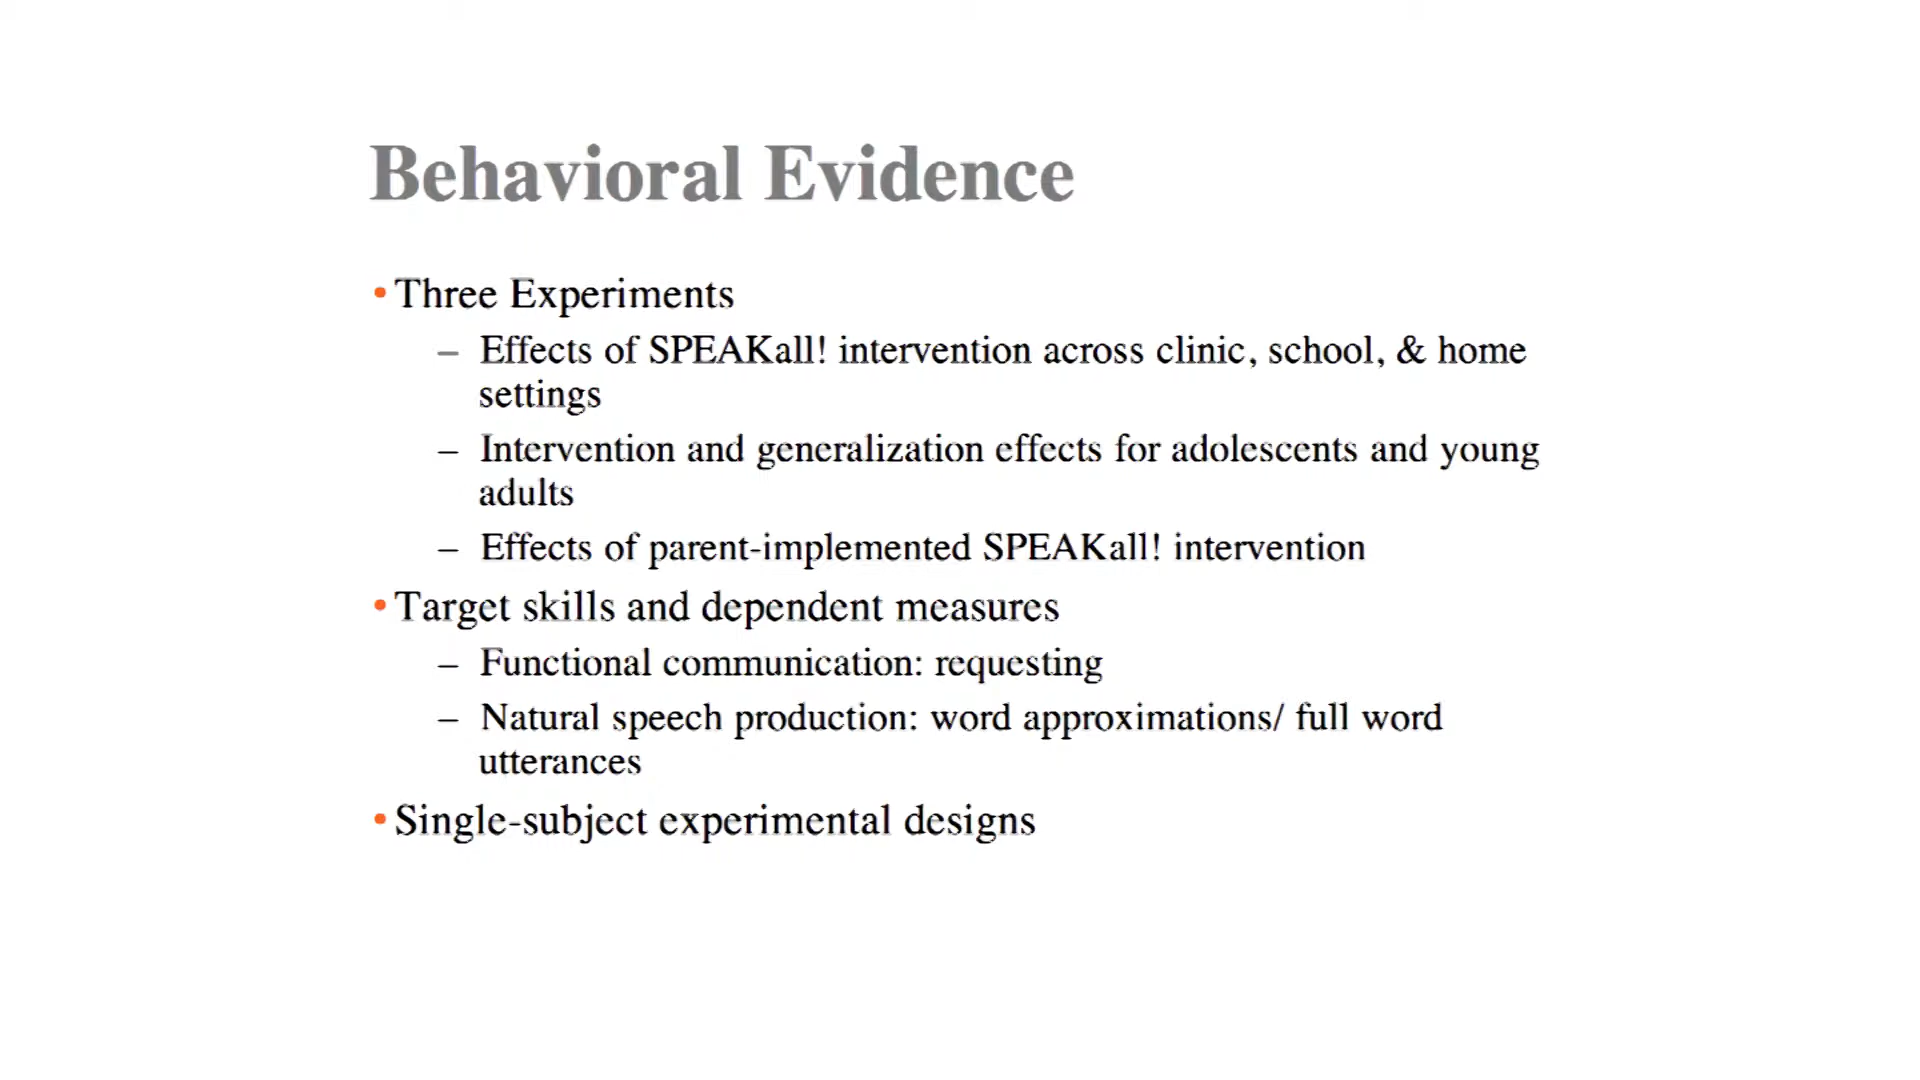 Behavioral Evidence
•Three Experiments
– Effects of SPEAKall! intervention across clinic, school, & home
settings
– Intervention and generalization effects for adolescents and young
adults
– Effects of parent-implemented SPEAKall! intervention
•Target skills and dependent measures
– Functional communication: requesting
– Natural speech production: word approximations/ full word
utterances
•Single-subject experimental designs